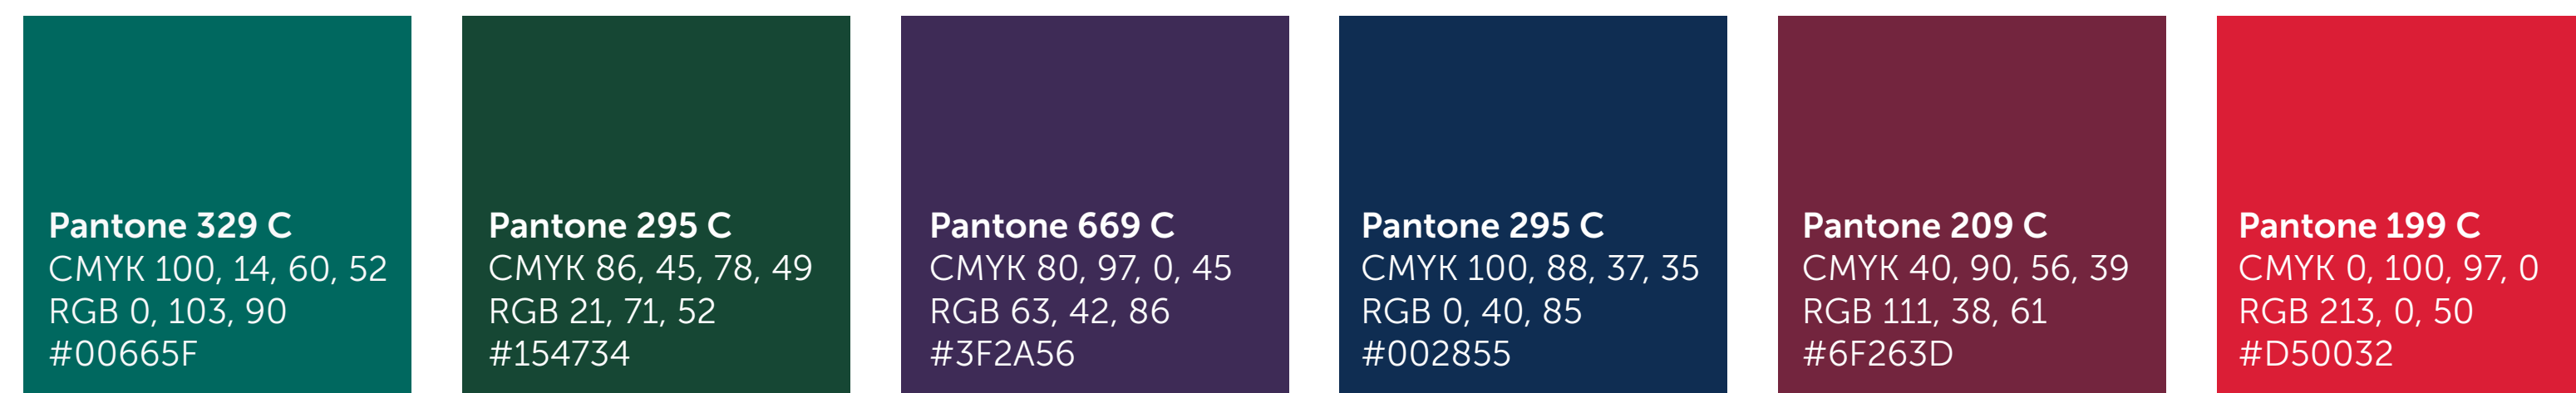 Pantone 329 C
CMYK 100, 14, 60, 52
RGB 0, 103, 90
#00665F
Pantone 295 C
CMYK 86, 45, 78, 49
RGB 21, 71, 52
#154734
Pantone 669 C
CMYK 80, 97, 0, 45
RGB 63, 42, 86
#3F2A56
Pantone 295 C
CMYK 100, 88, 37, 35
RGB 0, 40, 85
#002855
Pantone 209 C
CMYK 40, 90, 56, 39
RGB 111, 38, 61
#6F263D
Pantone 199 C
CMYK 0, 100, 97, 0
RGB 213, 0, 50
#D50032